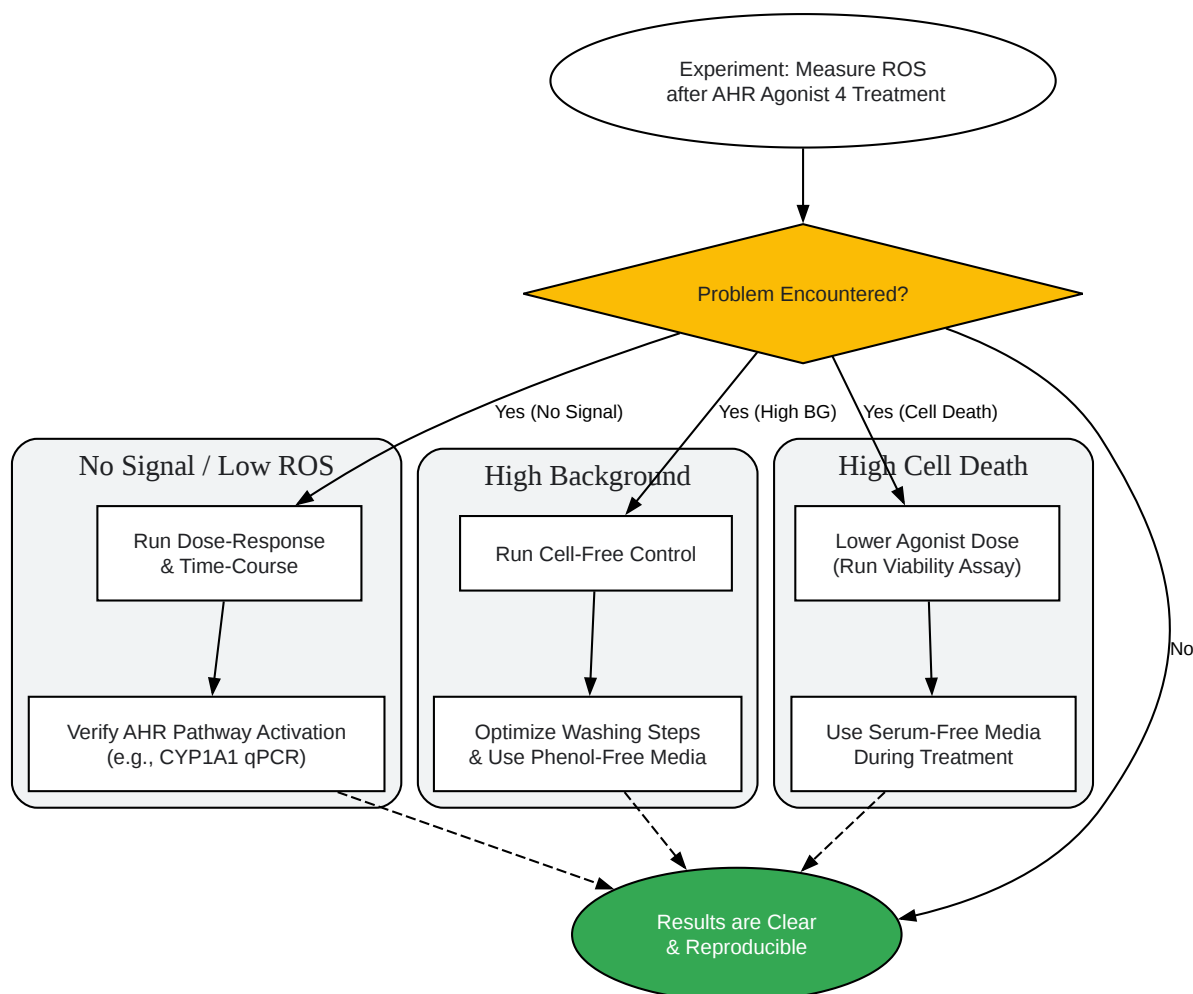 Experiment: Measure ROS
after AHR Agonist 4 Treatment
Problem Encountered?
Yes (No Signal)
Yes (High BG)
Yes (Cell Death)
No Signal / Low ROS
Run Dose-Response
& Time-Course
Verify AHR Pathway Activation
(e.g., CYP1A1 qPCR)
High Background
Run Cell-Free Control
Optimize Washing Steps
& Use Phenol-Free Media
High Cell Death
Lower Agonist Dose
(Run Viability Assay)
Use Serum-Free Media
During Treatment
No
Results are Clear
& Reproducible